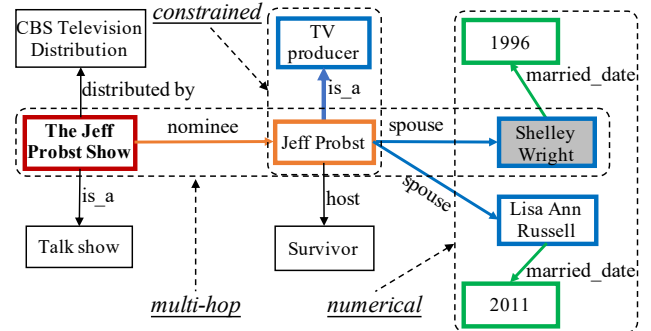 constrained
CBS Television
Distribution
TV
producer
1996
distributed by
is_a
married_date
The Jeff
Probst Show
nominee
Jeff Probst
spouse
Shelley
Wright
is_a
host
spouse
Lisa Ann
Russell
Talk show
Survivor
married_date
multi-hop
numerical
2011